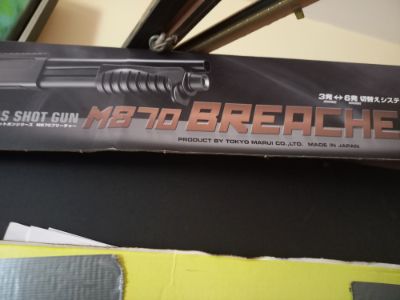 3発↔6発 切替えシステ
S SHOT GUN M870 BREACHE
PRODUCT BY TOKYO MARUI CO.,LTD. MADE IN JAPAN.